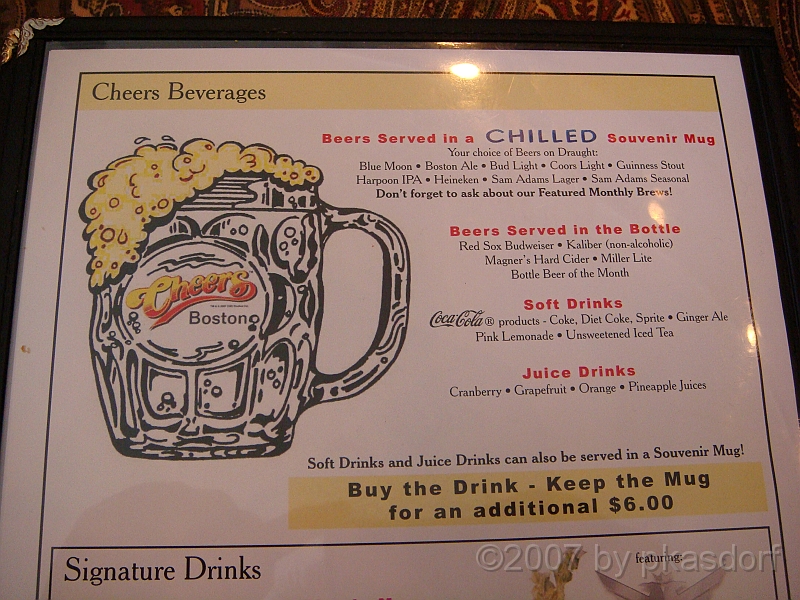 Cheers Beverages
Beers Served in a CHILLED Souvenir Mug
Your choice of Beers on Draught:
Blue Moon • Boston Ale • Bud Light • Coors Light • Guinness Stout
Harpoon IPA • Heineken • Sam Adams Lager • Sam Adams Seasonal
Don't forget to ask about our Featured Monthly Brews!
Beers Served in the Bottle
Red Sox Budweiser • Kaliber (non-alcoholic)
Magner's Hard Cider • Miller Lite
Bottle Beer of the Month
Cheers
Boston
Soft Drinks
Coca-Cola® products - Coke, Diet Coke, Sprite • Ginger Ale
Pink Lemonade • Unsweetened Iced Tea
Juice Drinks
Cranberry • Grapefruit • Orange • Pineapple Juices
Soft Drinks and Juice Drinks can also be served in a Souvenir Mug!
Buy the Drink - Keep the Mug
for an additional $6.00
Signature Drinks
featuring:
©2007 by pkasdorf